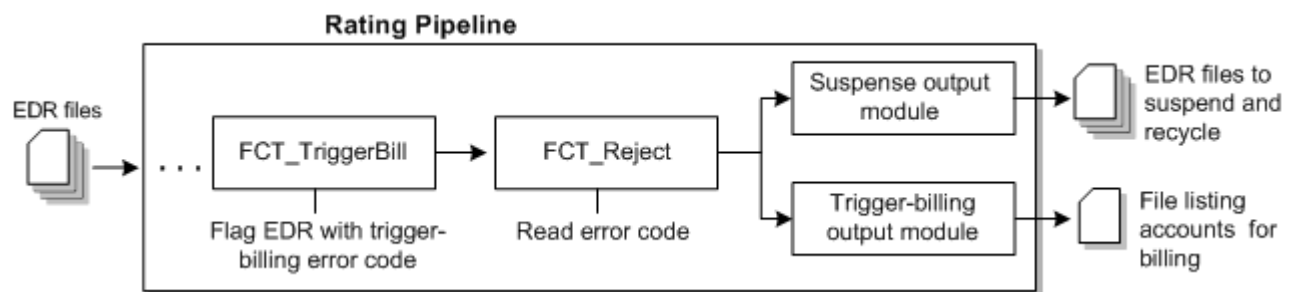 Rating Pipeline
EDR files
. . .
FCT_TriggerBill
Flag EDR with trigger-
billing error code
FCT_Reject
Read error code
Suspense output
module
EDR files to
suspend and
recycle
Trigger-billing
output module
File listing
accounts for
billing